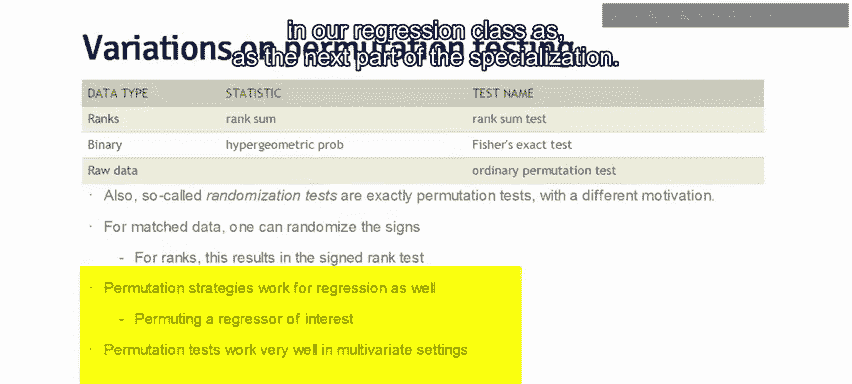 in our regression class as,
Variations on permutation testing
as the next part of the specialization.
DATA TYPE STATISTIC TEST NAME
Ranks rank sum rank sum test
Binary hypergeometric prob Fisher's exact test
Raw data ordinary permutation test
· Also, so-called randomization tests are exactly permutation tests, with a different motivation.
· For matched data, one can randomize the signs
- For ranks, this results in the signed rank test
· Permutation strategies work for regression as well
- Permuting a regressor of interest
· Permutation tests work very well in multivariate settings